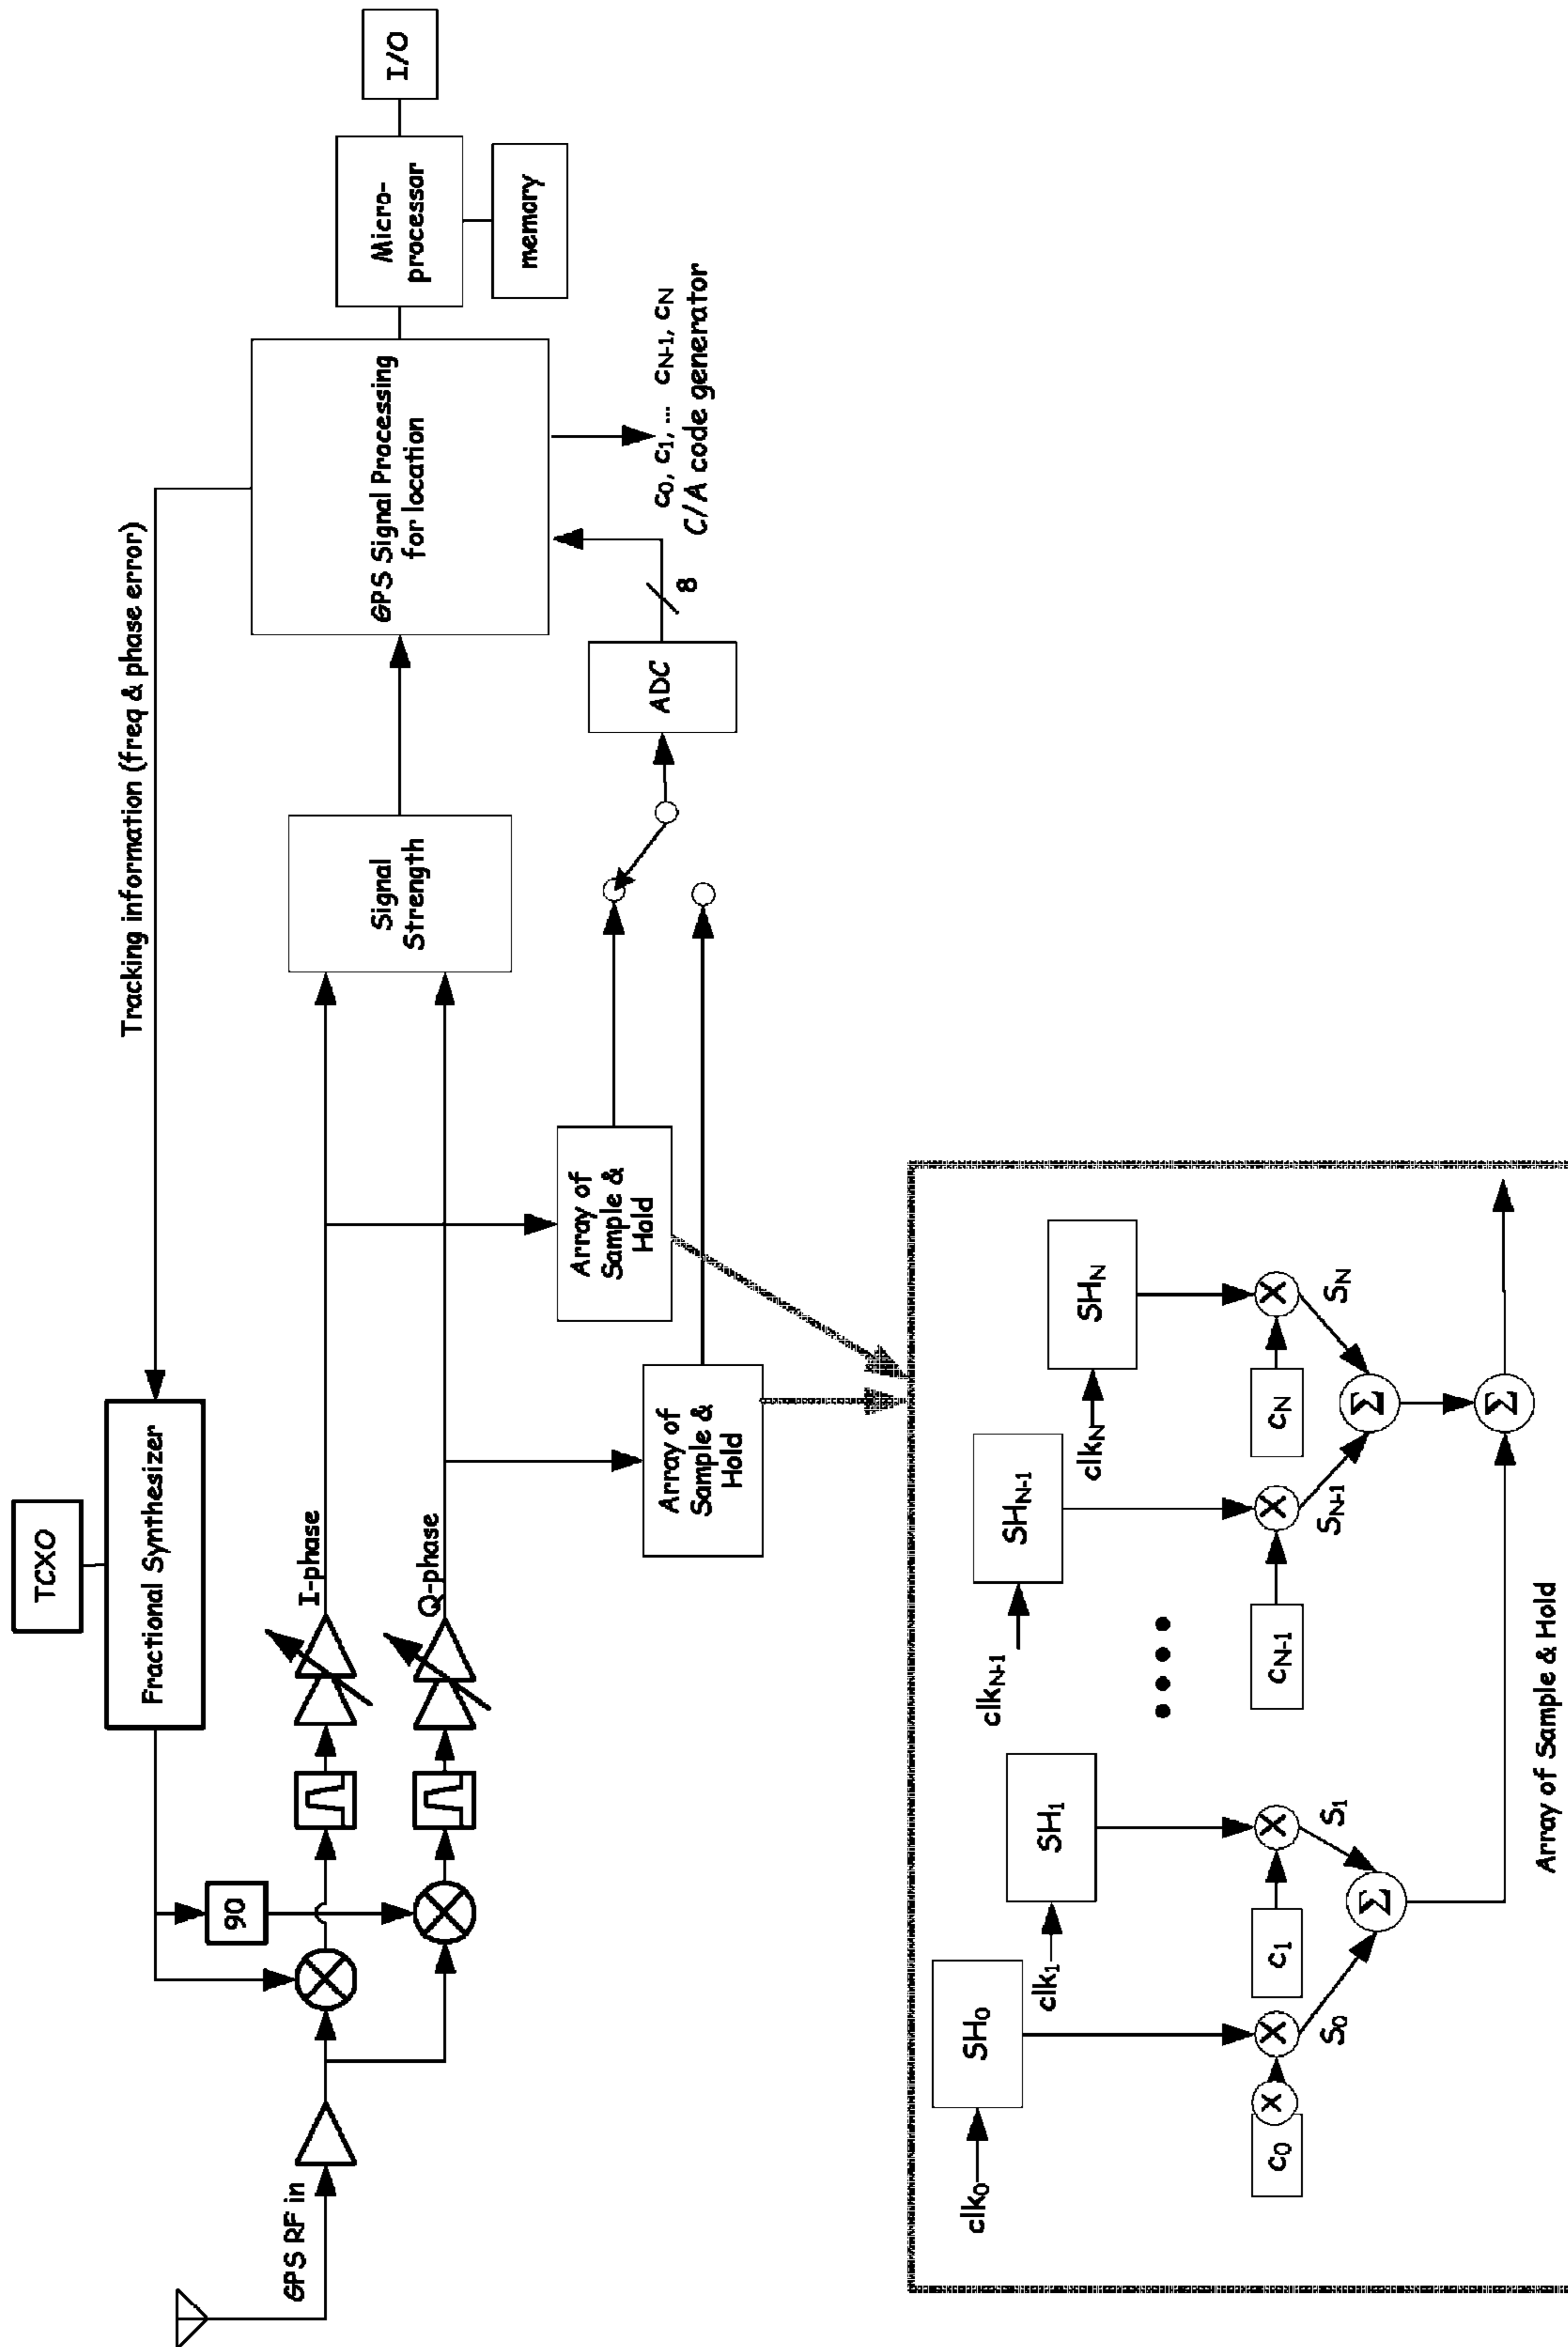 TCXO
Fractional Synthesizer
Tracking information (freq & phase error)
90
GPS RF in
I-phase
Q-phase
Signal
Strength
GPS Signal Processing
for location
Micro-
processor
I/O
memory
Array of
Sample &
Hold
Array of
Sample &
Hold
ADC
8
c0, c1, ... cN-1, cN
C/A code generator
SH0
clk0
SH1
clk1
SHN-1
clkN-1
SHN
clkN
c0
X
X
c1
X
cN-1
X
cN
X
S0
S1
SN-1
SN
Σ
Σ
Σ
Array of Sample & Hold